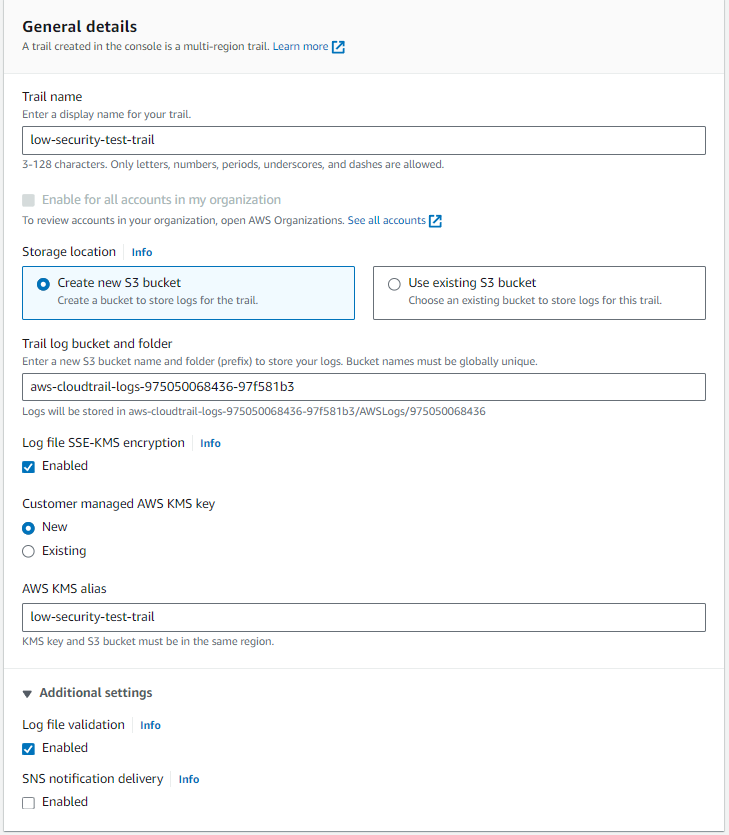 General details
A trail created in the console is a multi-region trail. Learn more
Trail name
Enter a display name for your trail.
low-security-test-trail
3-128 characters. Only letters, numbers, periods, underscores, and dashes are allowed.
Enable for all accounts in my organization
To review accounts in your organization, open AWS Organizations. See all accounts
Storage location Info
Create new S3 bucket
Create a bucket to store logs for the trail.
Use existing S3 bucket
Choose an existing bucket to store logs for this trail.
Trail log bucket and folder
Enter a new S3 bucket name and folder (prefix) to store your logs. Bucket names must be globally unique.
aws-cloudtrail-logs-975050068436-97f581b3
Logs will be stored in aws-cloudtrail-logs-975050068436-97f581b3/AWSLogs/975050068436
Log file SSE-KMS encryption Info
Enabled
Customer managed AWS KMS key
New
Existing
AWS KMS alias
low-security-test-trail
KMS key and S3 bucket must be in the same region.
Additional settings
Log file validation Info
Enabled
SNS notification delivery Info
Enabled